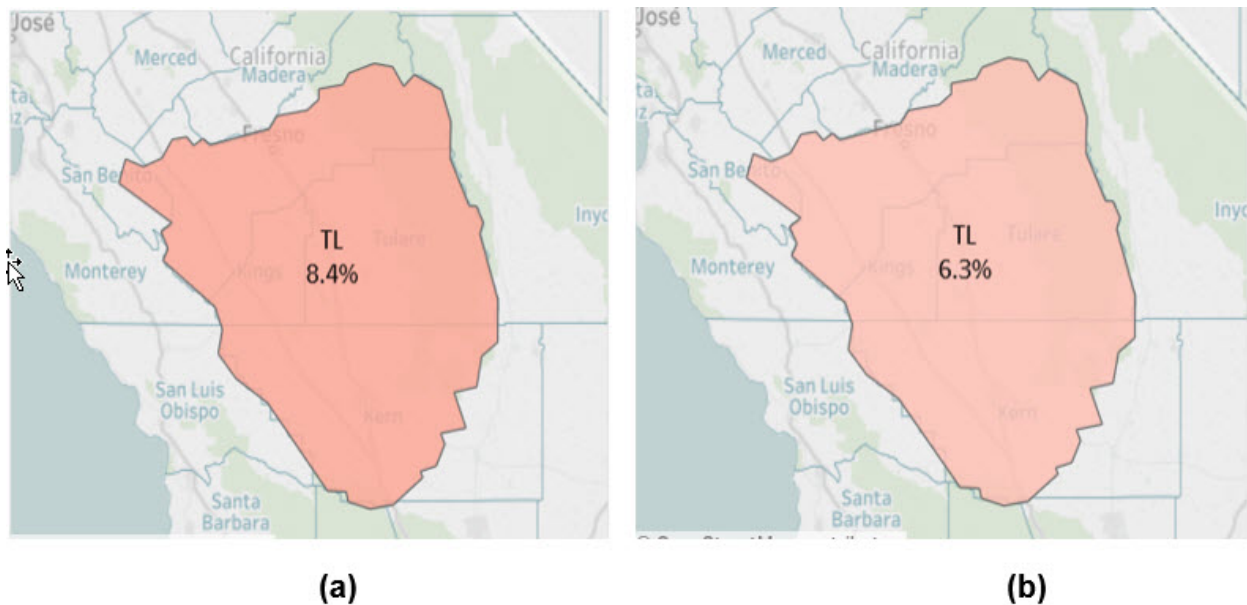 José
Merced
California
Madera
Fresno
San Benito
Inyo
TL
8.4%
Tulare
Kings
Monterey
San Luis
Obispo
Kern
Santa
Barbara
(a)
José
Merced
California
Madera
Fresno
San Benito
Inyo
TL
6.3%
Tulare
Kings
Monterey
San Luis
Obispo
Kern
Santa
Barbara
(b)